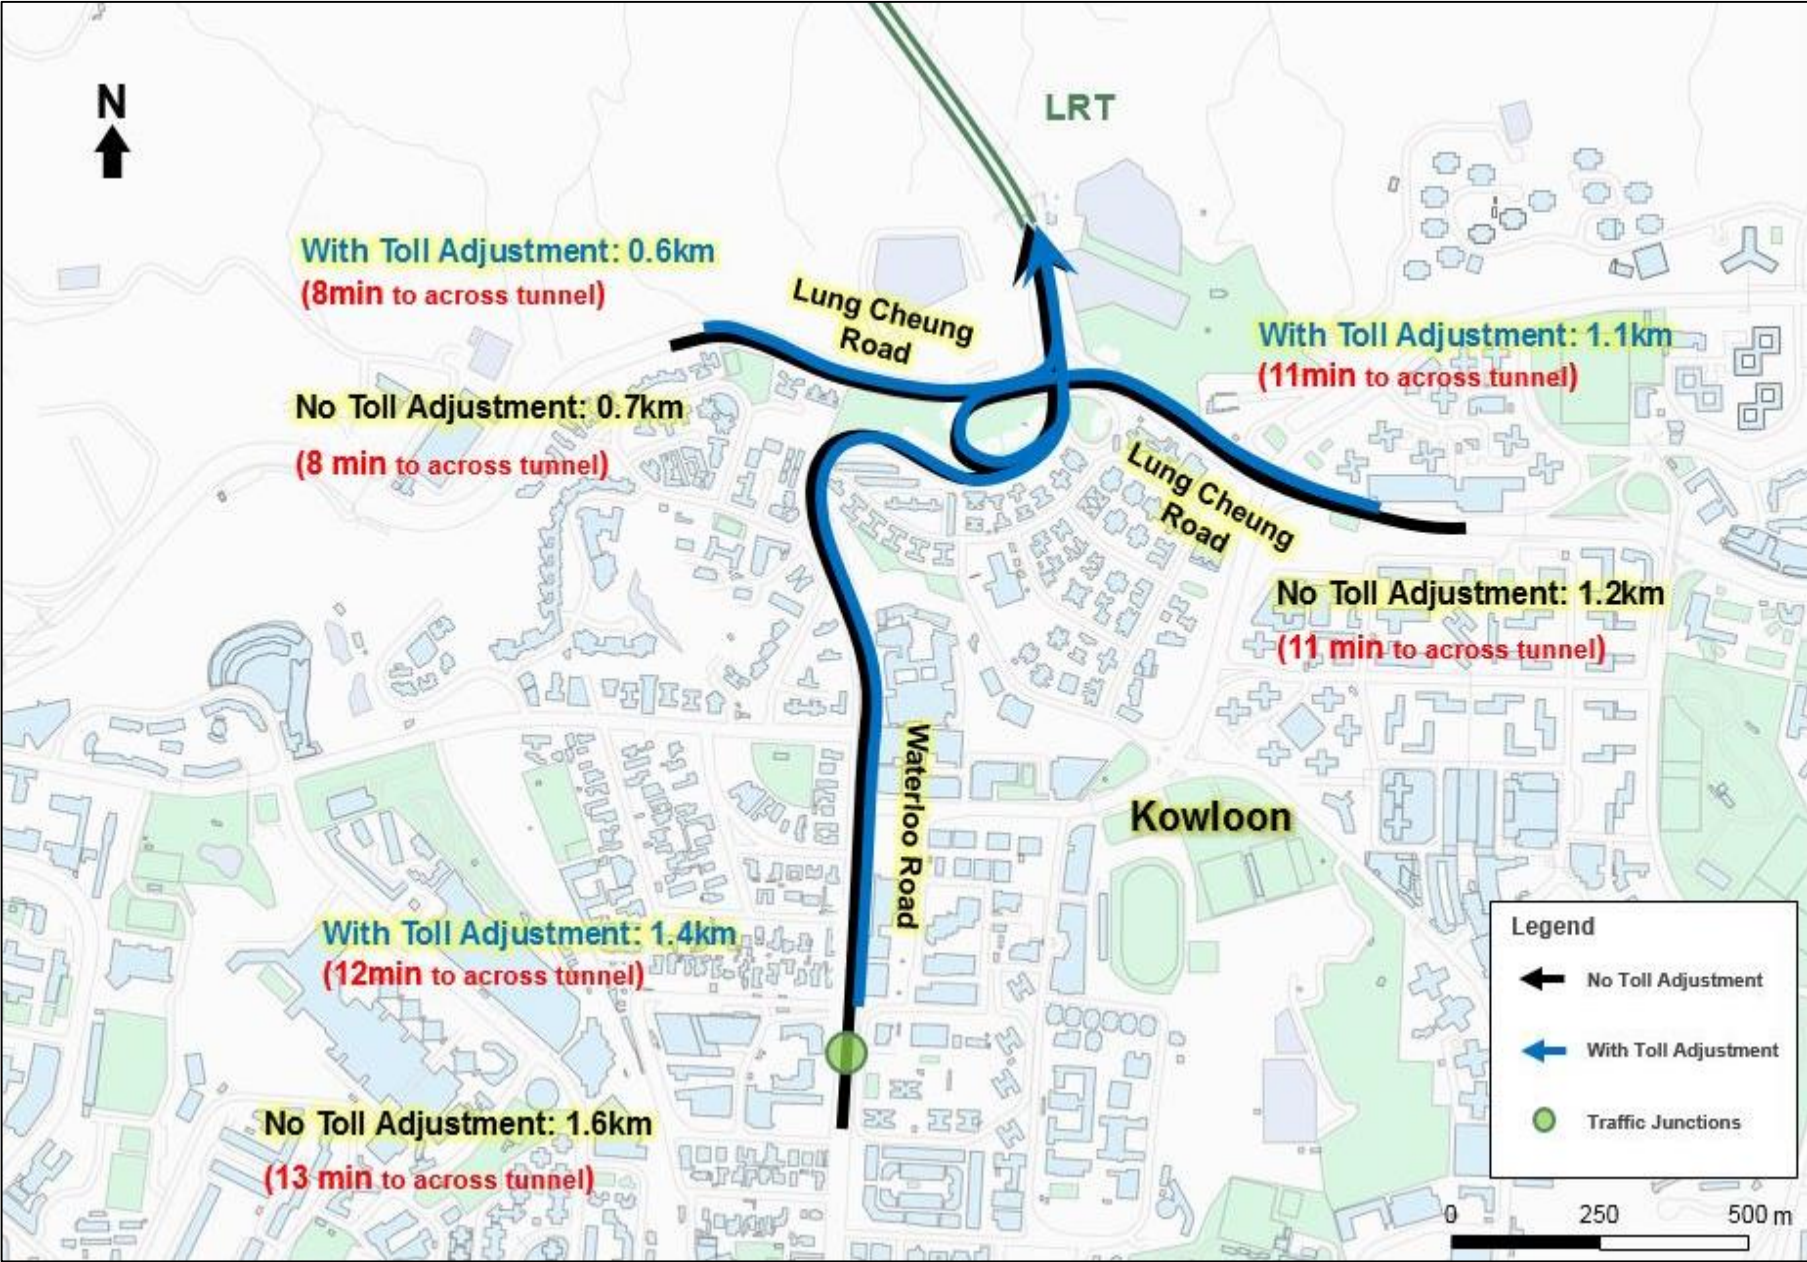 N
LRT
With Toll Adjustment: 0.6km
(8min to across tunnel)
Lung Cheung
Road
With Toll Adjustment: 1.1km
(11min to across tunnel)
No Toll Adjustment: 0.7km
(8 min to across tunnel)
Lung Cheung
Road
No Toll Adjustment: 1.2km
(11 min to across tunnel)
Waterloo Road
Kowloon
With Toll Adjustment: 1.4km
(12min to across tunnel)
No Toll Adjustment: 1.6km
(13 min to across tunnel)
Legend
No Toll Adjustment
With Toll Adjustment
Traffic Junctions
0 250 500 m